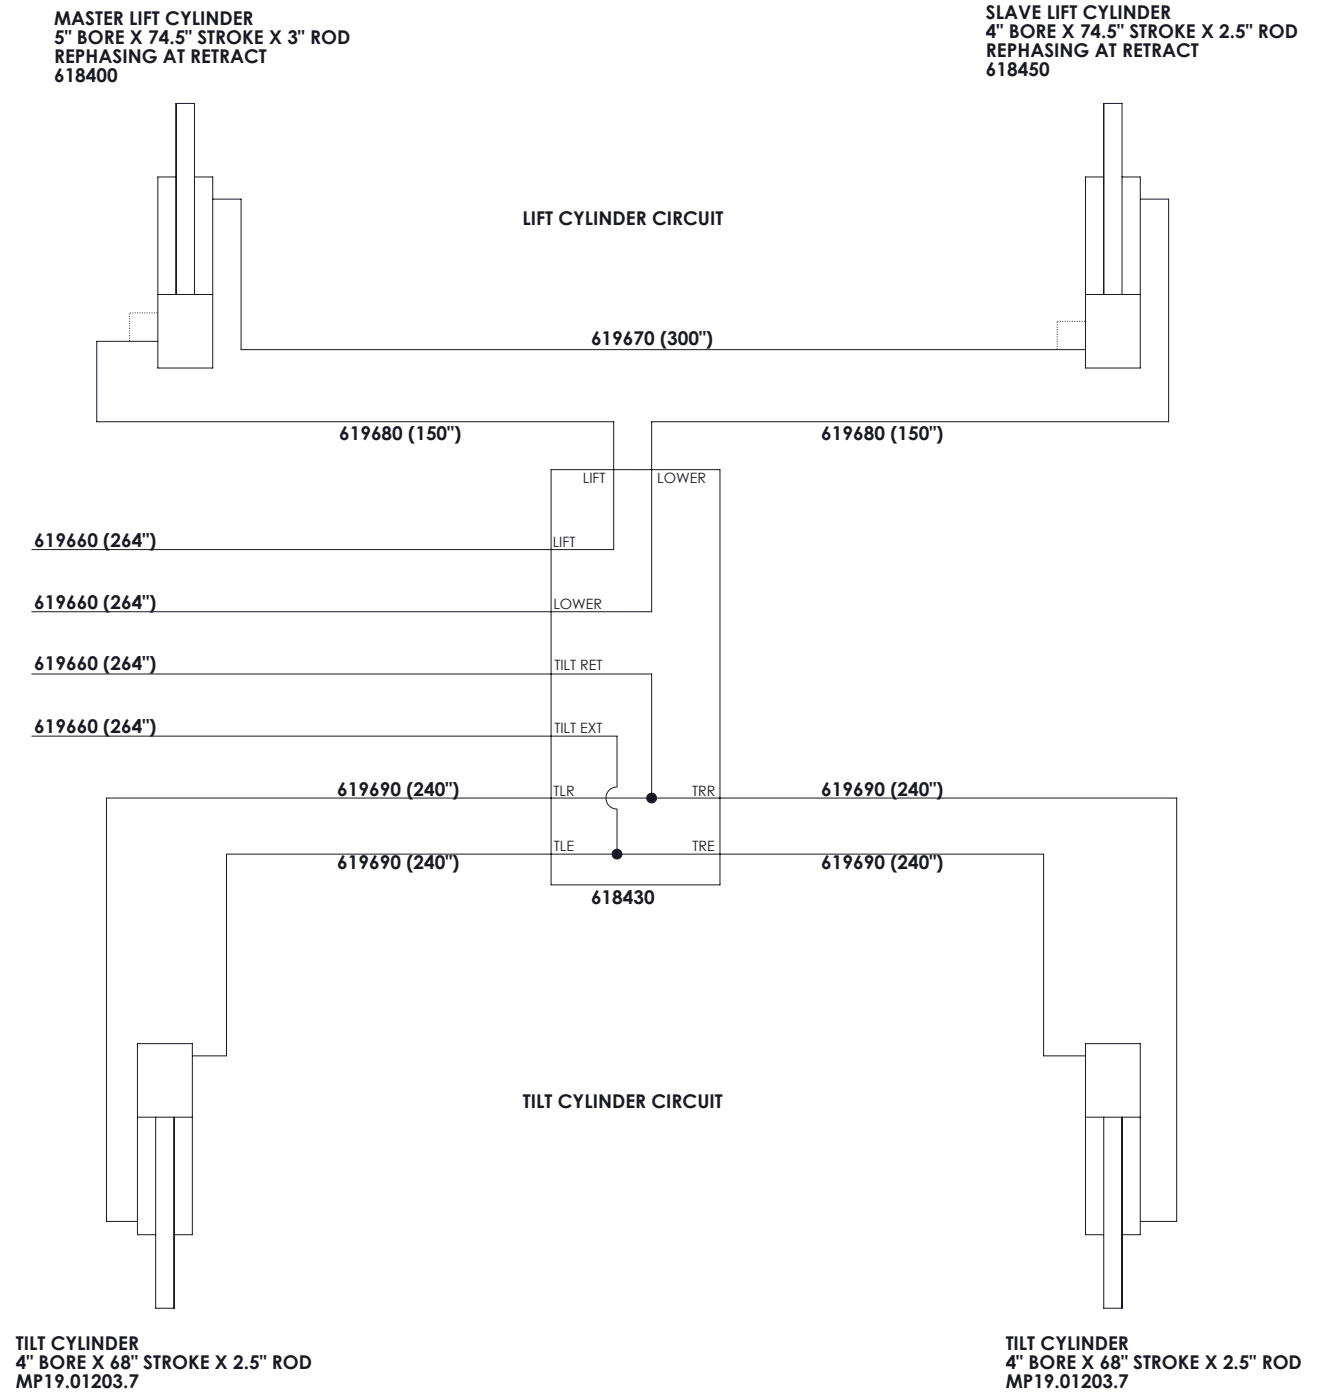 MASTER LIFT CYLINDER
5" BORE X 74.5" STROKE X 3" ROD
REPHASING AT RETRACT
618400
SLAVE LIFT CYLINDER
4" BORE X 74.5" STROKE X 2.5" ROD
REPHASING AT RETRACT
618450
LIFT CYLINDER CIRCUIT
619670 (300")
619680 (150")
619680 (150")
LIFT
LOWER
619660 (264")
LIFT
619660 (264")
LOWER
619660 (264")
TILT RET
619660 (264")
TILT EXT
619690 (240")
TLR
TRR
619690 (240")
619690 (240")
TLE
TRE
619690 (240")
618430
TILT CYLINDER CIRCUIT
TILT CYLINDER
4" BORE X 68" STROKE X 2.5" ROD
MP19.01203.7
TILT CYLINDER
4" BORE X 68" STROKE X 2.5" ROD
MP19.01203.7